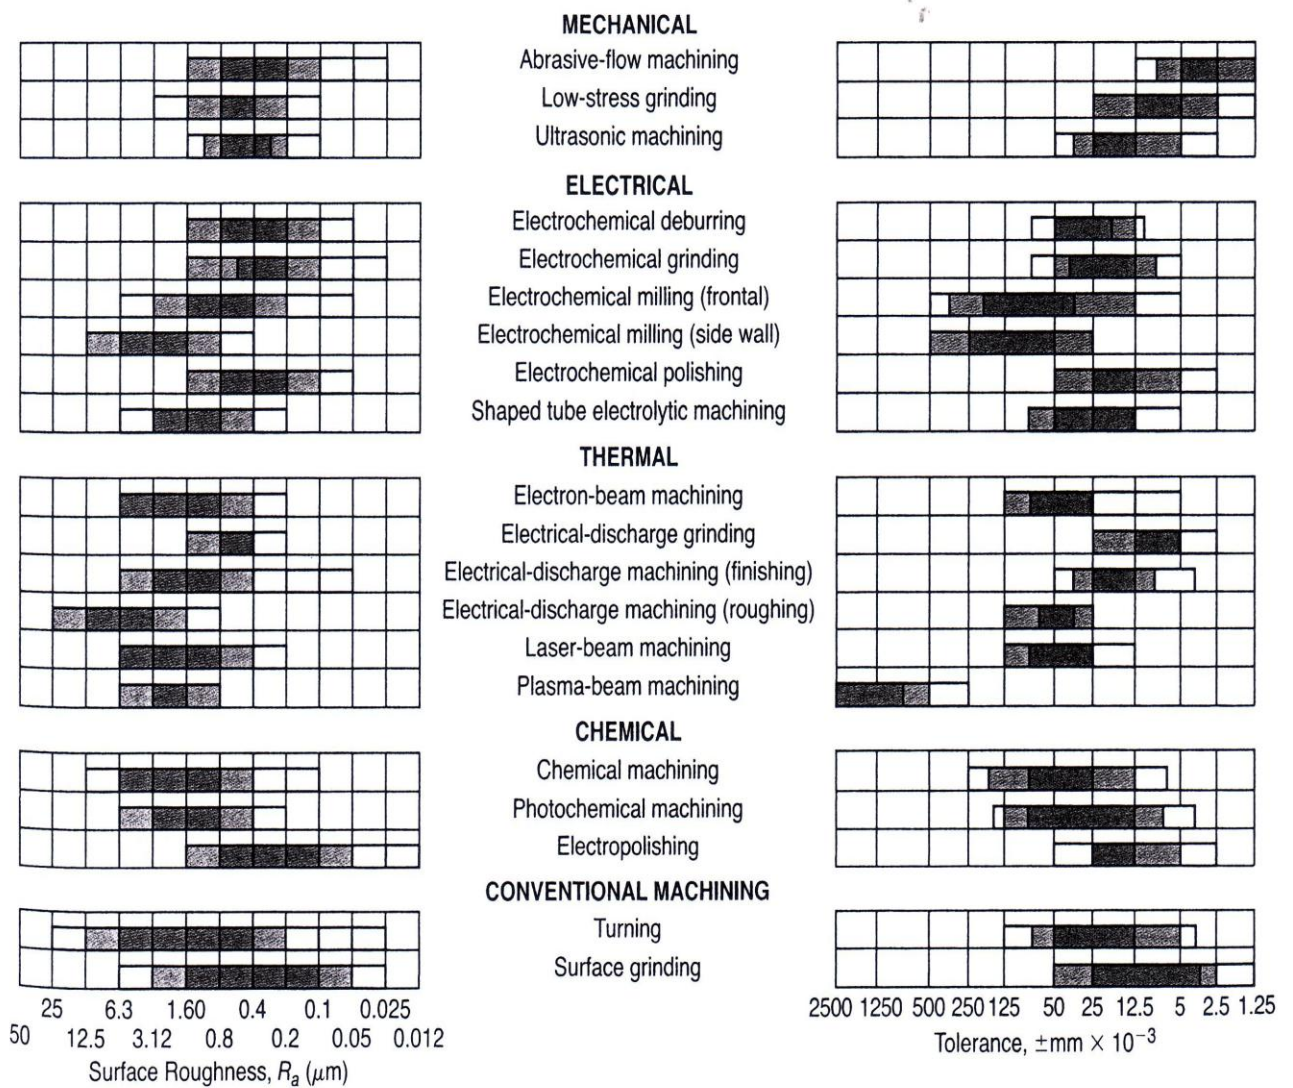 MECHANICAL
Abrasive-flow machining
Low-stress grinding
Ultrasonic machining
ELECTRICAL
Electrochemical deburring
Electrochemical grinding
Electrochemical milling (frontal)
Electrochemical milling (side wall)
Electrochemical polishing
Shaped tube electrolytic machining
THERMAL
Electron-beam machining
Electrical-discharge grinding
Electrical-discharge machining (finishing)
Electrical-discharge machining (roughing)
Laser-beam machining
Plasma-beam machining
CHEMICAL
Chemical machining
Photochemical machining
Electropolishing
CONVENTIONAL MACHINING
Turning
Surface grinding
25 6.3 1.60 0.4 0.1 0.025
50 12.5 3.12 0.8 0.2 0.05 0.012
Surface Roughness, Ra (μm)
2500 1250 500 250 125 50 25 12.5 5 2.5 1.25
Tolerance, ±mm × 10⁻³